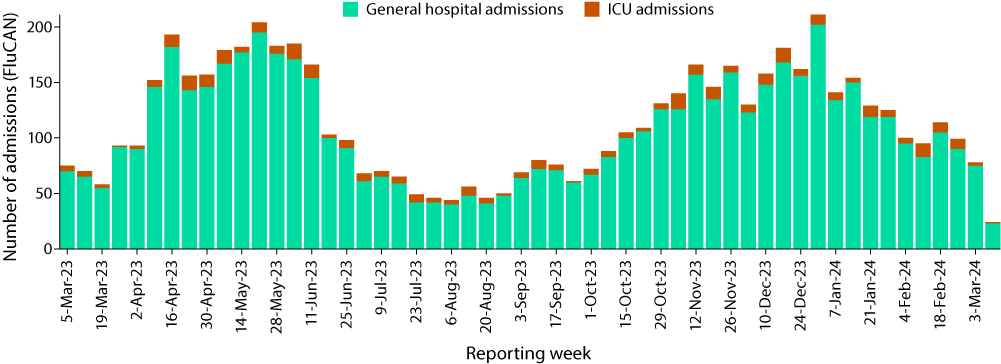 General hospital admissions ICU admissions
Number of admissions (FluCAN)
200
150
100
50
0
5-Mar-23
19-Mar-23
2-Apr-23
16-Apr-23
30-Apr-23
14-May-23
28-May-23
11-Jun-23
25-Jun-23
9-Jul-23
23-Jul-23
6-Aug-23
20-Aug-23
3-Sep-23
17-Sep-23
1-Oct-23
15-Oct-23
29-Oct-23
12-Nov-23
26-Nov-23
10-Dec-23
24-Dar-23
7-Jan-24
21-Jan-24
4-Feb-24
18-Feb-24
3-Mar-24
Reporting week